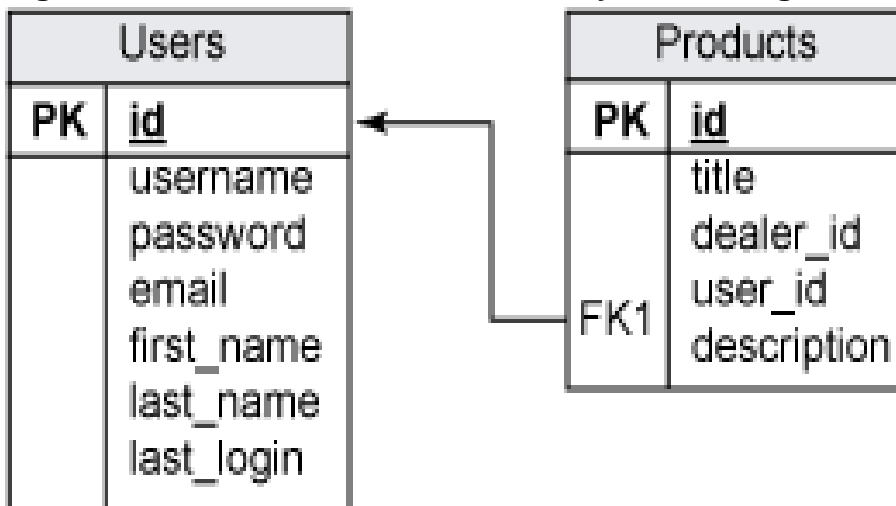 Users
PK id
username
password
email
first_name
last_name
last_login
Products
PK id
title
dealer_id
user_id
FK1
description